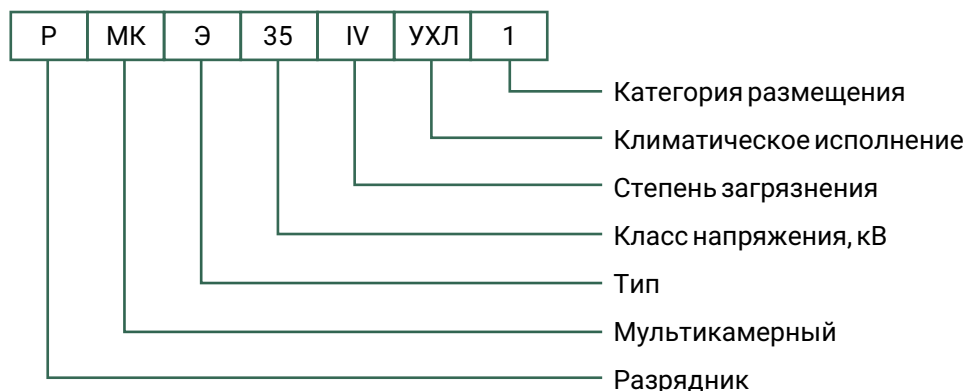 Р МК Э 35 IV УХЛ 1
Категория размещения
Климатическое исполнение
Степень загрязнения
Класс напряжения, кВ
Тип
Мультикамерный
Разрядник